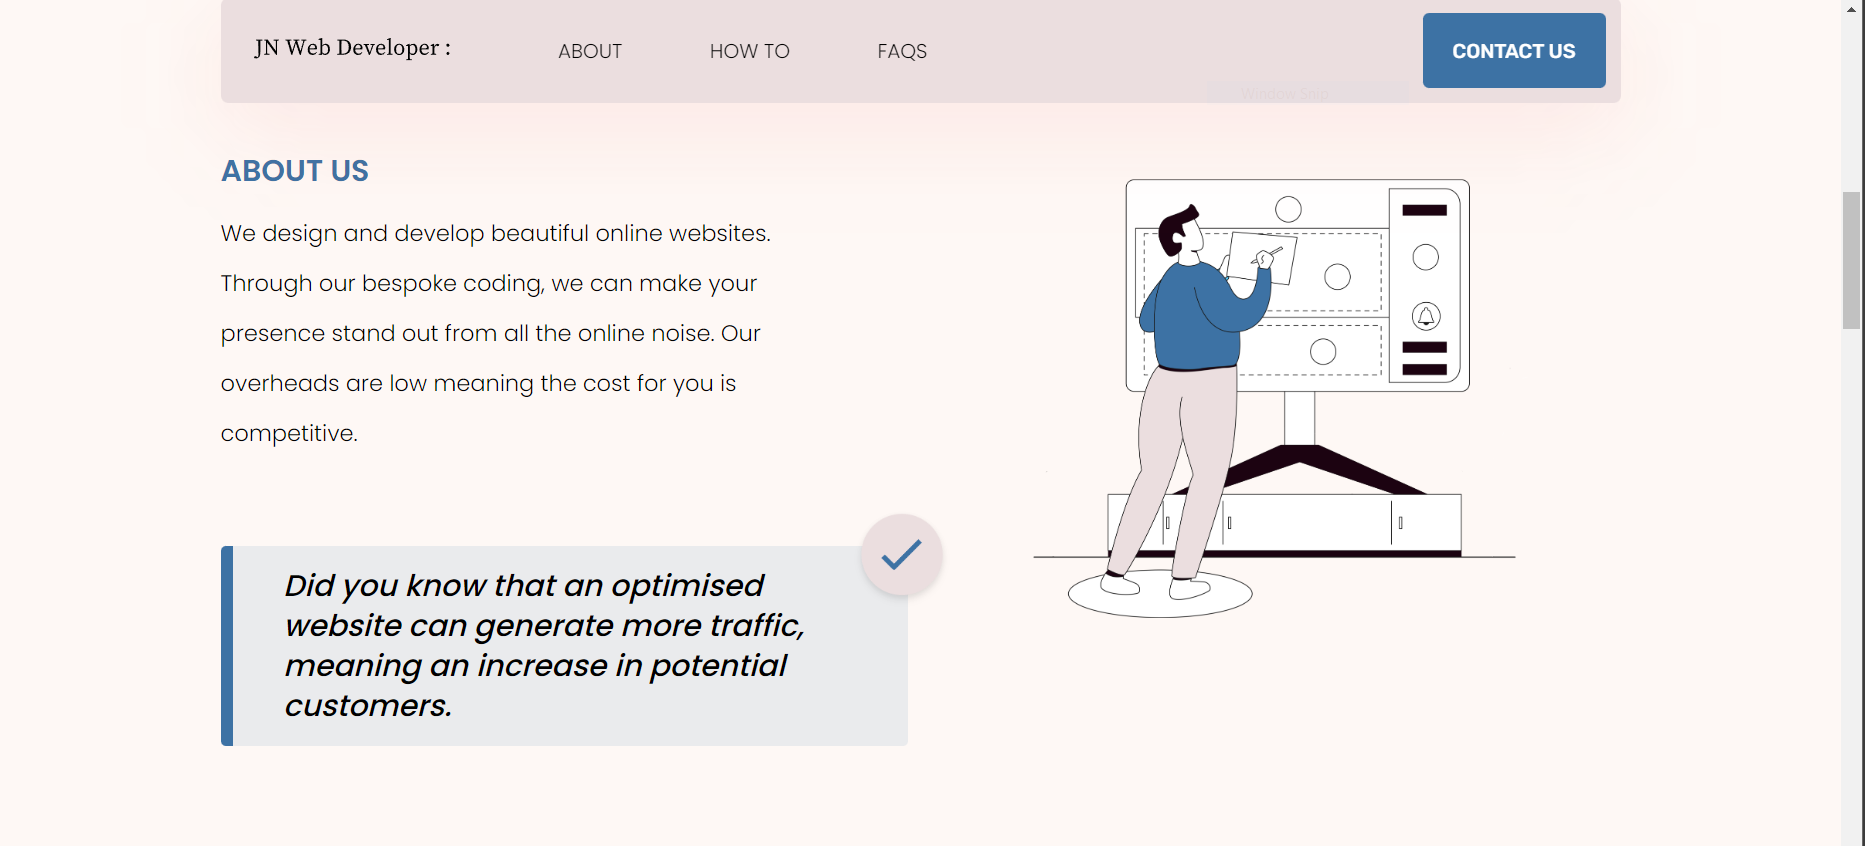 JN Web Developer :
ABOUT
HOW TO
FAQS
CONTACT US
Window Snip
ABOUT US
We design and develop beautiful online websites.
Through our bespoke coding, we can make your
presence stand out from all the online noise. Our
overheads are low meaning the cost for you is
competitive.
Did you know that an optimised
website can generate more traffic,
meaning an increase in potential
customers.